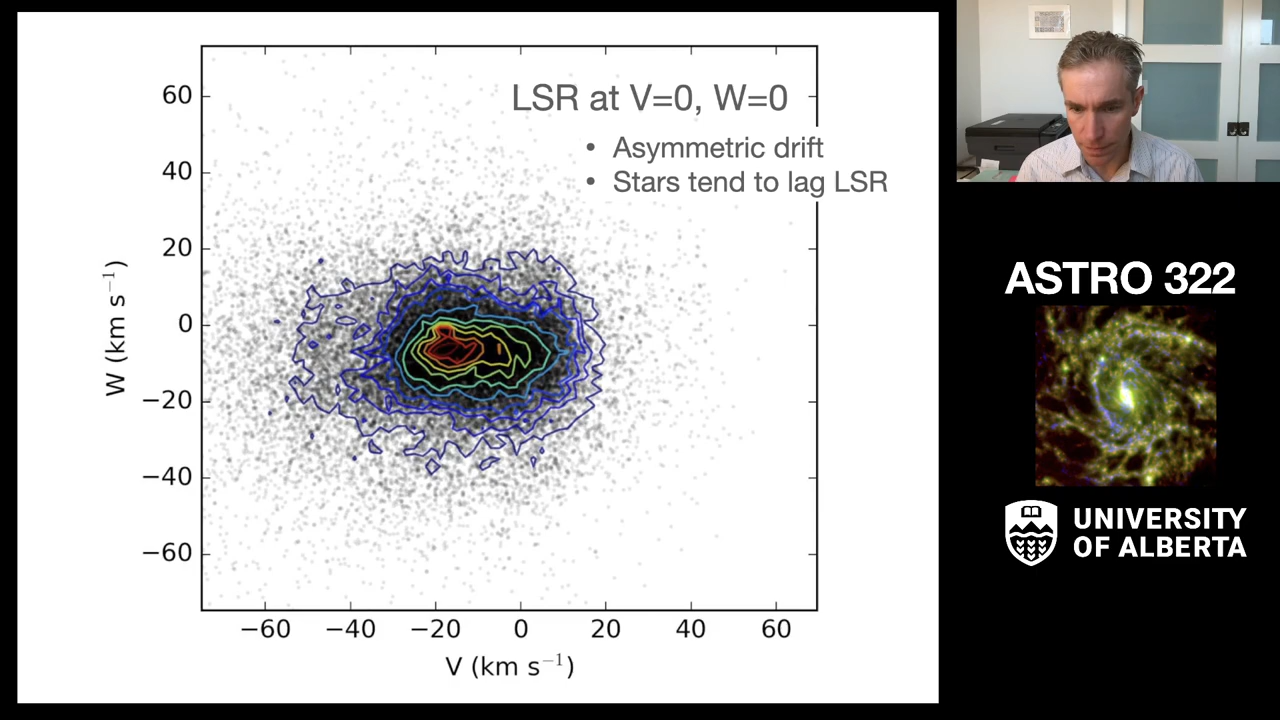 LSR at V=0, W=0
• Asymmetric drift
• Stars tend to lag LSR
60
40
20
0
−20
−40
−60
W (km s⁻¹)
−60 −40 −20 0 20 40 60
V (km s⁻¹)
ASTRO 322
UNIVERSITY
OF ALBERTA